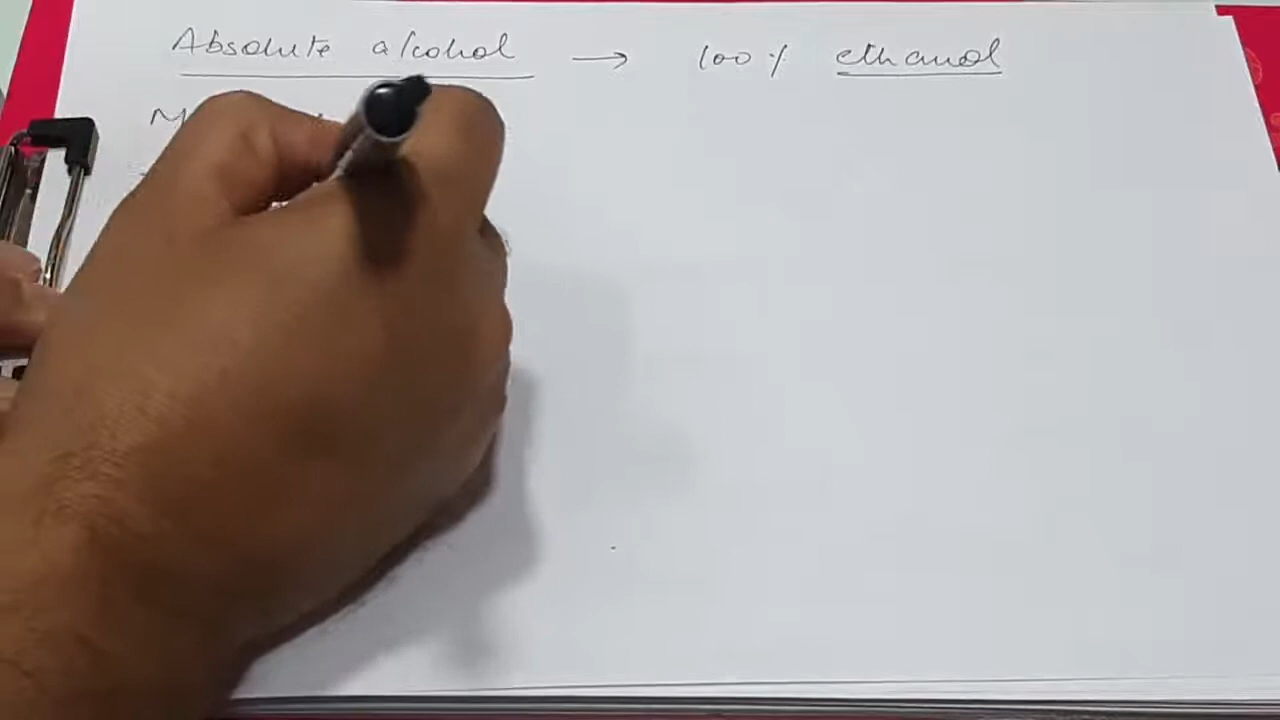 Absolute alcohol → 100% ethanol